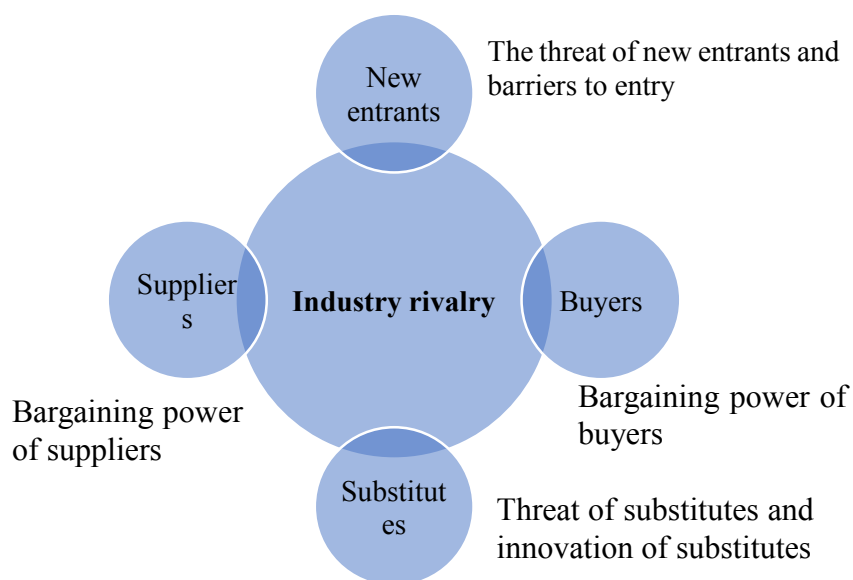 New
entrants
The threat of new entrants and
barriers to entry
Supplier
s
Industry rivalry
Buyers
Bargaining power
of suppliers
Bargaining power of
buyers
Substitut
es
Threat of substitutes and
innovation of substitutes